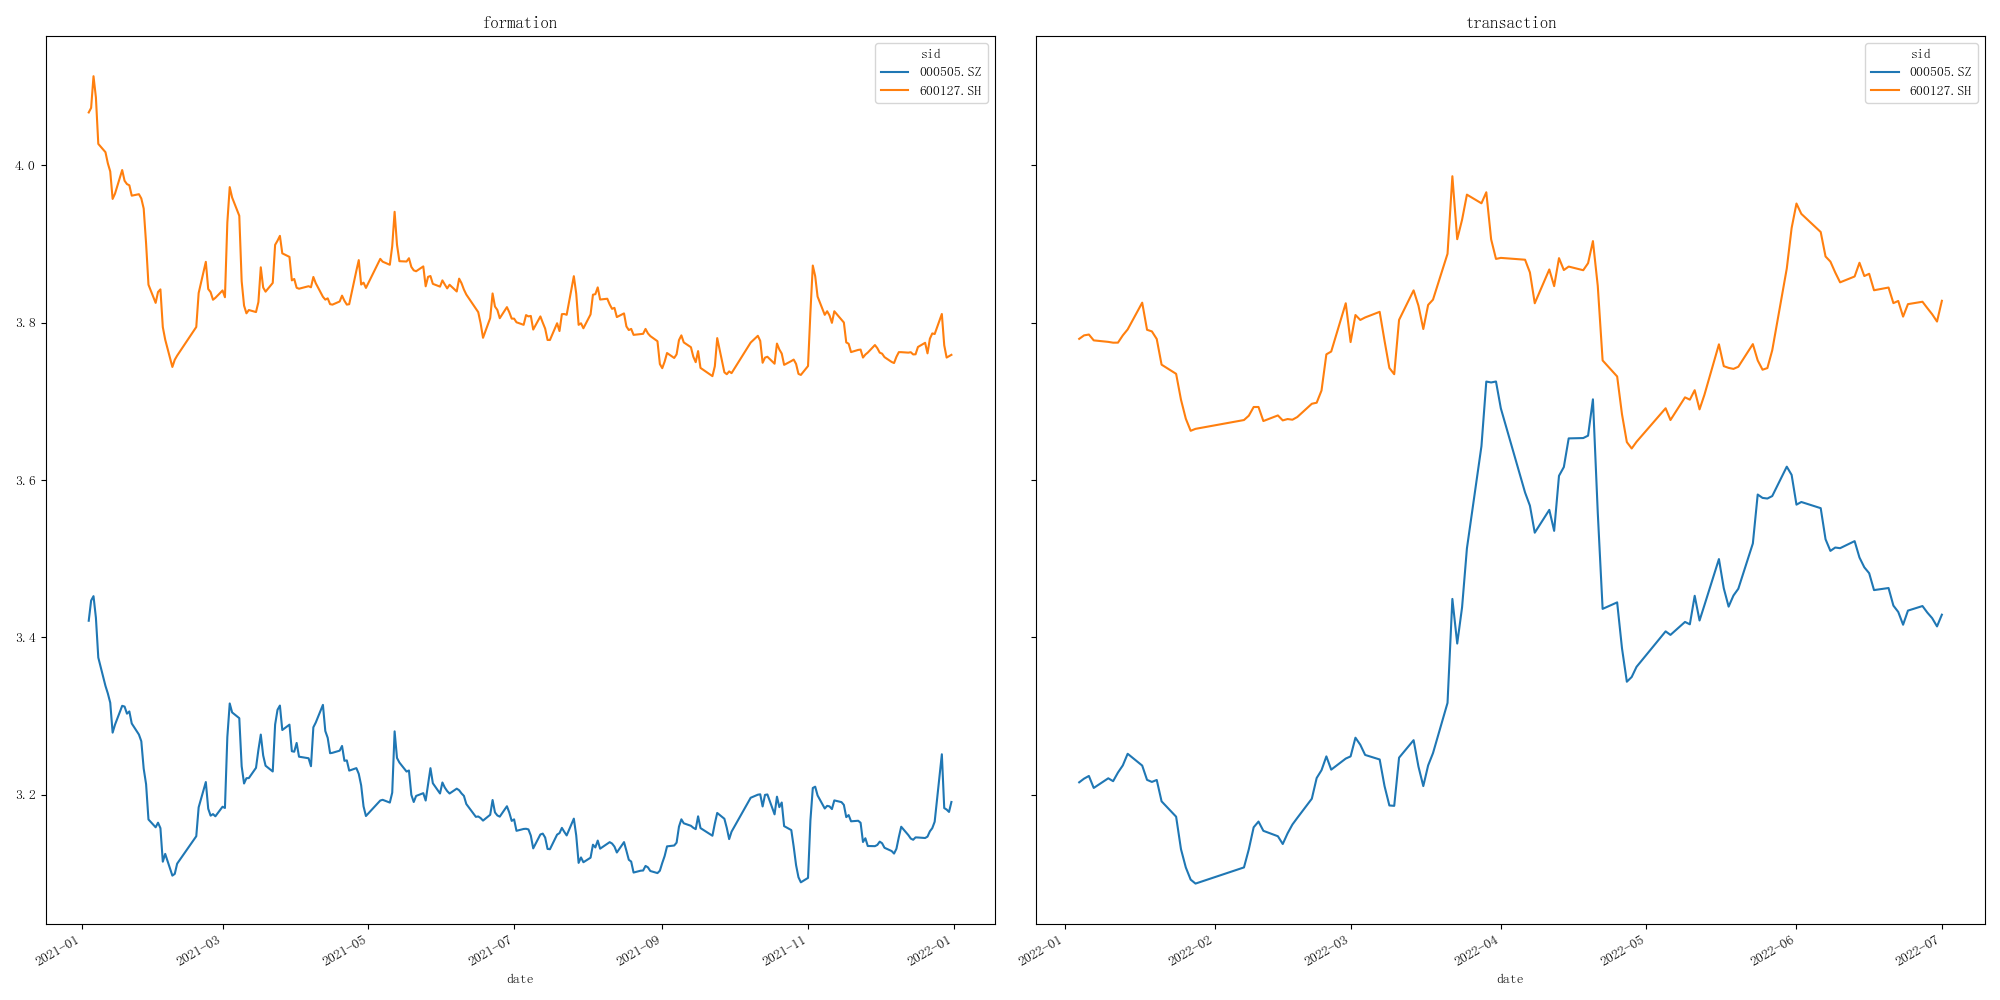 formation
sid
000505.SZ
600127.SH
4.0
3.8
3.6
3.4
3.2
2021-01
2021-03
2021-05
2021-07
2021-09
2021-11
2022-01
date
transaction
sid
000505.SZ
600127.SH
2022-01
2022-02
2022-03
2022-04
2022-05
2022-06
2022-07
date